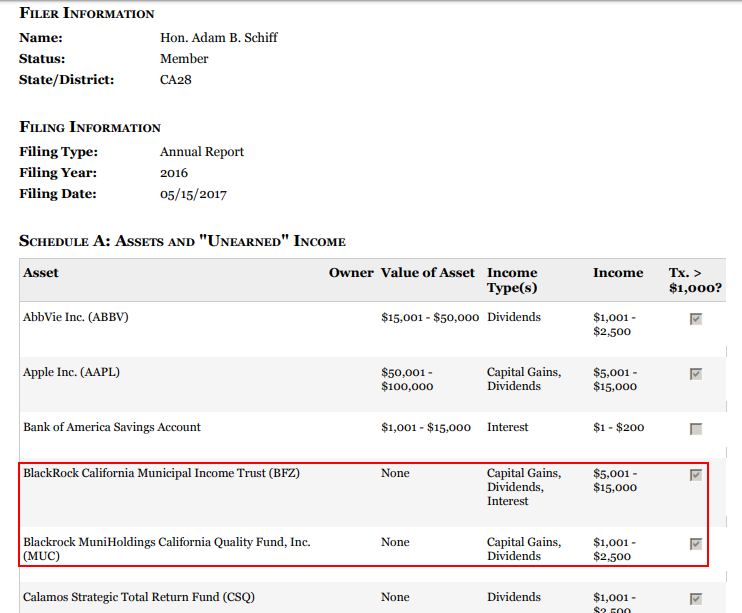 Filer Information
Name: Hon. Adam B. Schiff
Status: Member
State/District: CA28
Filing Information
Filing Type: Annual Report
Filing Year: 2016
Filing Date: 05/15/2017
Schedule A: Assets and "Unearned" Income
Asset Owner Value of Asset Income Income Tx. >
Type(s) $1,000?
AbbVie Inc. (ABBV) $15,001 - $50,000 Dividends $1,001 -
$2,500
Apple Inc. (AAPL) $50,001 - Capital Gains, $5,001 -
$100,000 Dividends $15,000
Bank of America Savings Account $1,001 - $15,000 Interest $1 - $200
BlackRock California Municipal Income Trust (BFZ) None Capital Gains, $5,001 -
Dividends, $15,000
Interest
Blackrock MuniHoldings California Quality Fund, Inc. None Capital Gains, $1,001 -
(MUC) Dividends $2,500
Calamos Strategic Total Return Fund (CSQ) None Dividends $1,001 -
$2,500